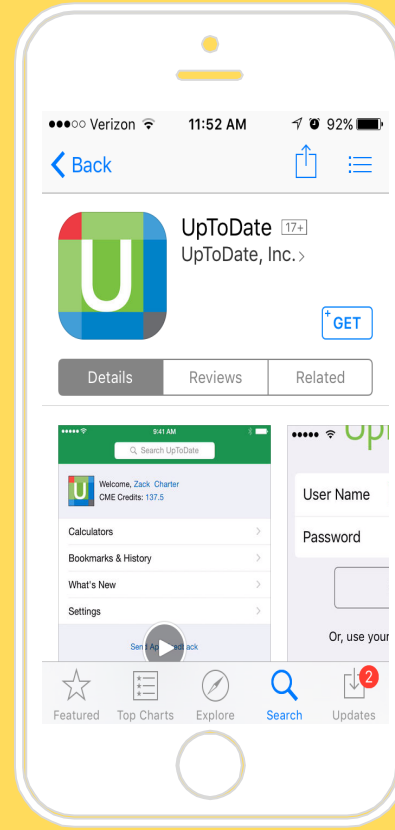 Verizon 11:52 AM 92%
Back
UpToDate 17+
UpToDate, Inc. >
+ GET
Details Reviews Related
9:41 AM
Search UpToDate
U
Welcome, Zack Charter
CME Credits: 137.5
Calculators
Bookmarks & History
What's New
Settings
User Name
Password
Or, use your
Featured Top Charts Explore Search Updates
2